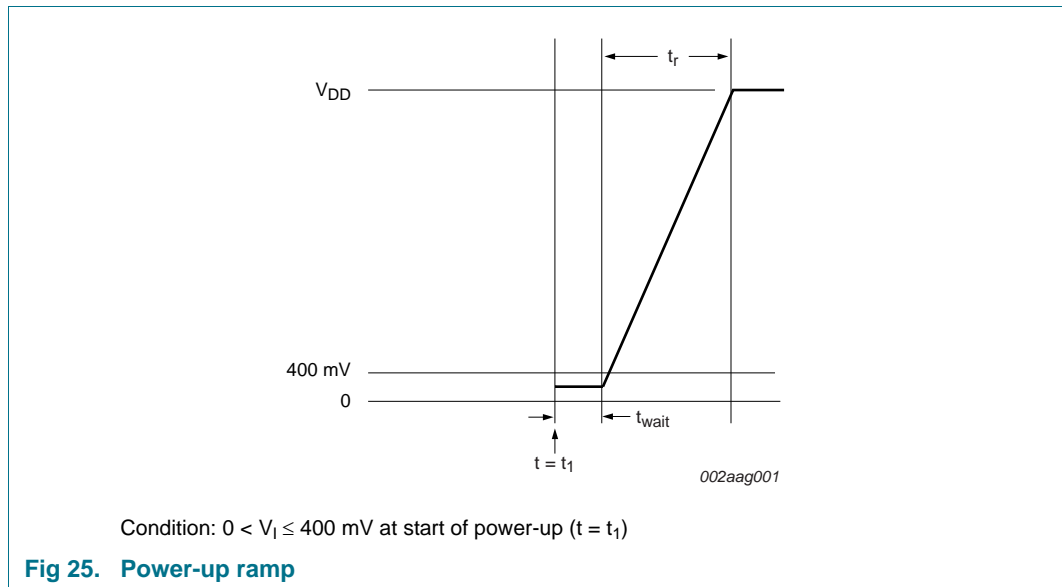 t_r
V_DD
400 mV
0
t_wait
t = t_1
002aag001
Condition: 0 < V_I ≤ 400 mV at start of power-up (t = t_1)
Fig 25. Power-up ramp